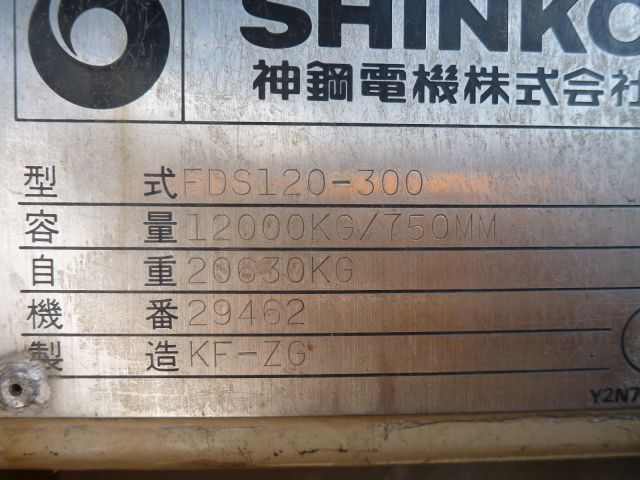 SHINKO
神鋼電機株式会社
型 式 FDS120-300
容 量 12000KG/750MM
自 重 20630KG
機 番 29462
製 造 KF-ZG
Y2N7